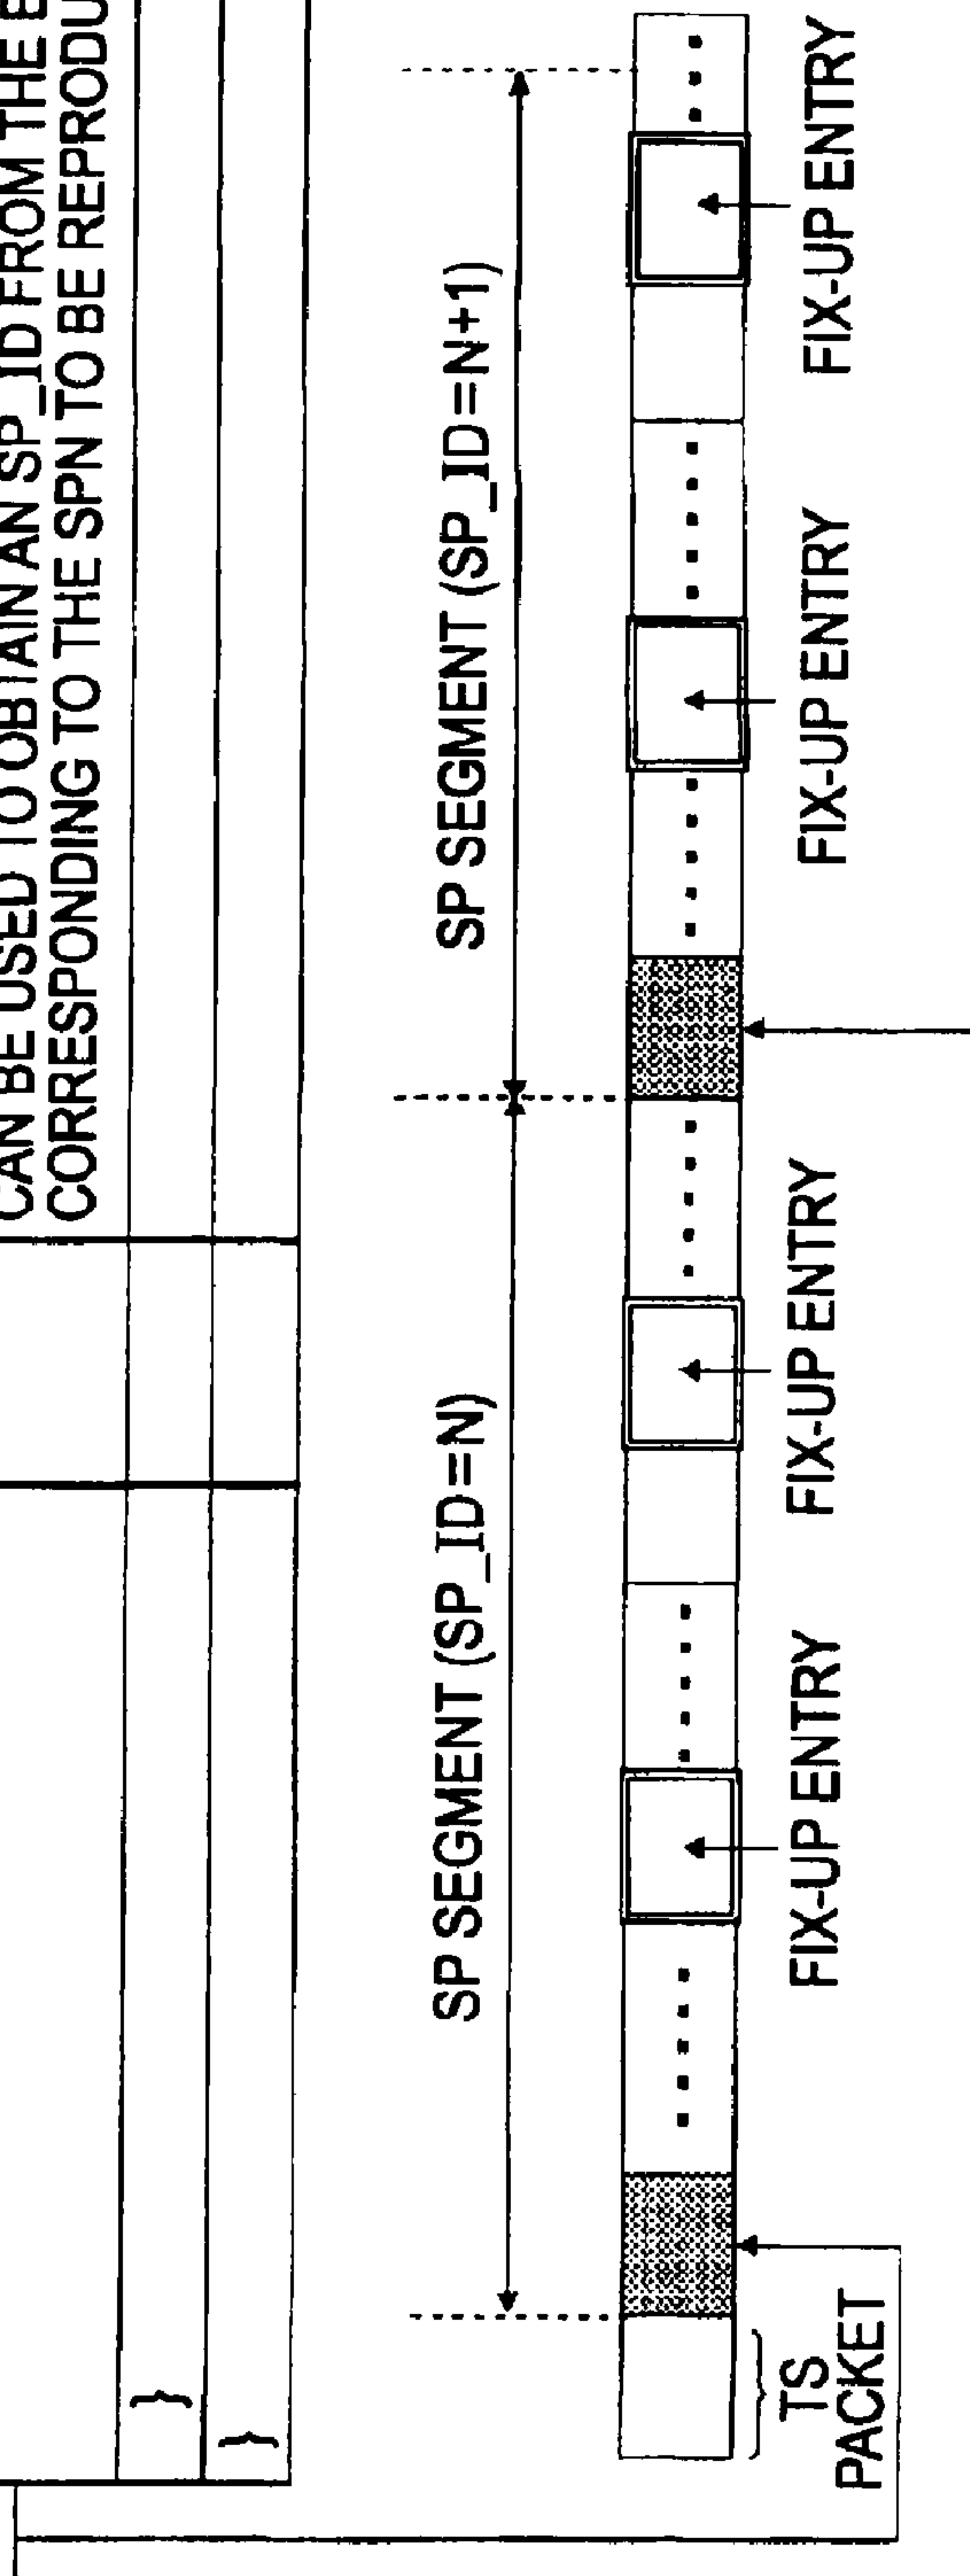 CAN BE USED TO OBTAIN AN SP_ID FROM THE
CORRESPONDING TO THE SPN TO BE
}
}
SP SEGMENT (SP_ID=N)
SP SEGMENT (SP_ID=N+1)
TS
PACKET
FIX-UP ENTRY
FIX-UP ENTRY
FIX-UP ENTRY
FIX-UP ENTRY